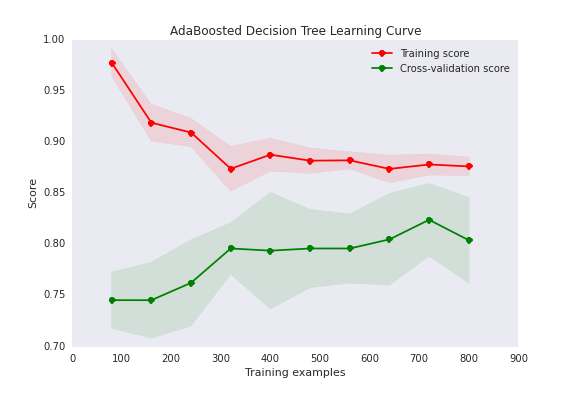 AdaBoosted Decision Tree Learning Curve
1.00
Training score
Cross-validation score
0.95
0.90
0.85
Score
0.80
0.75
0.70
0 100 200 300 400 500 600 700 800 900
Training examples